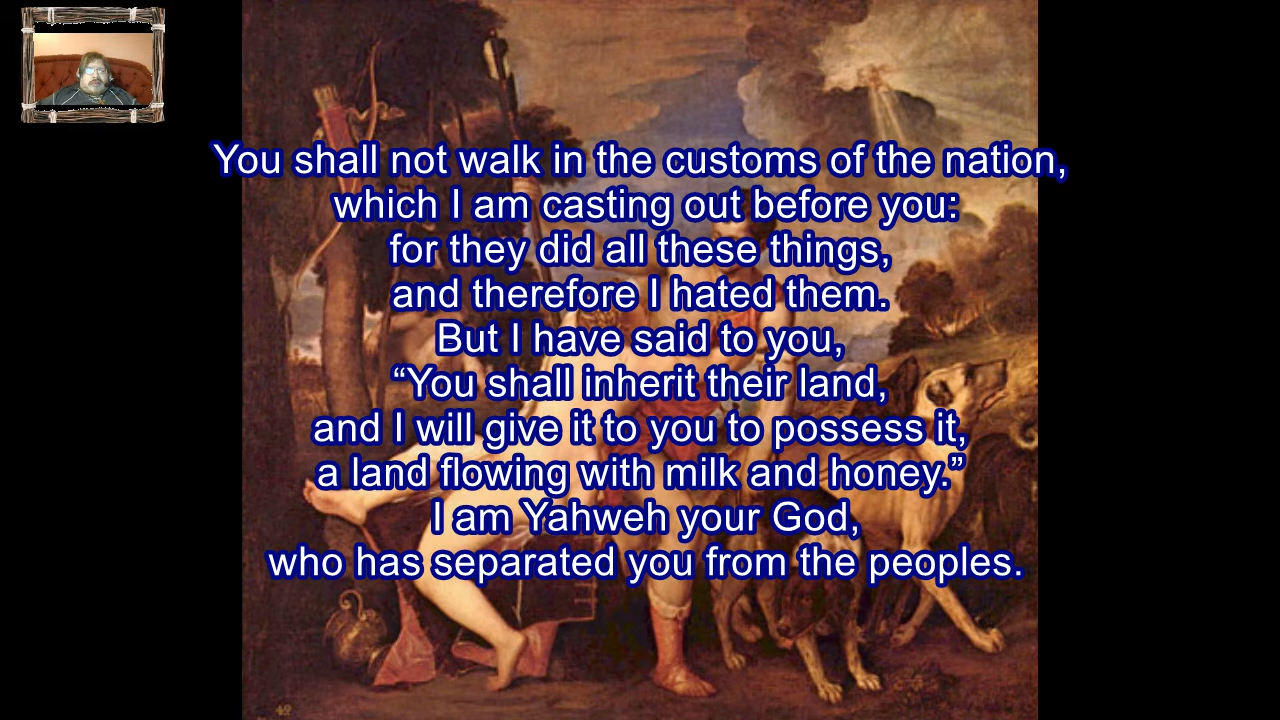 You shall not walk in the customs of the nation,
which I am casting out before you:
for they did all these things,
and therefore I hated them.
But I have said to you,
“You shall inherit their land,
and I will give it to you to possess it,
a land flowing with milk and honey.”
I am Yahweh your God,
who has separated you from the peoples.